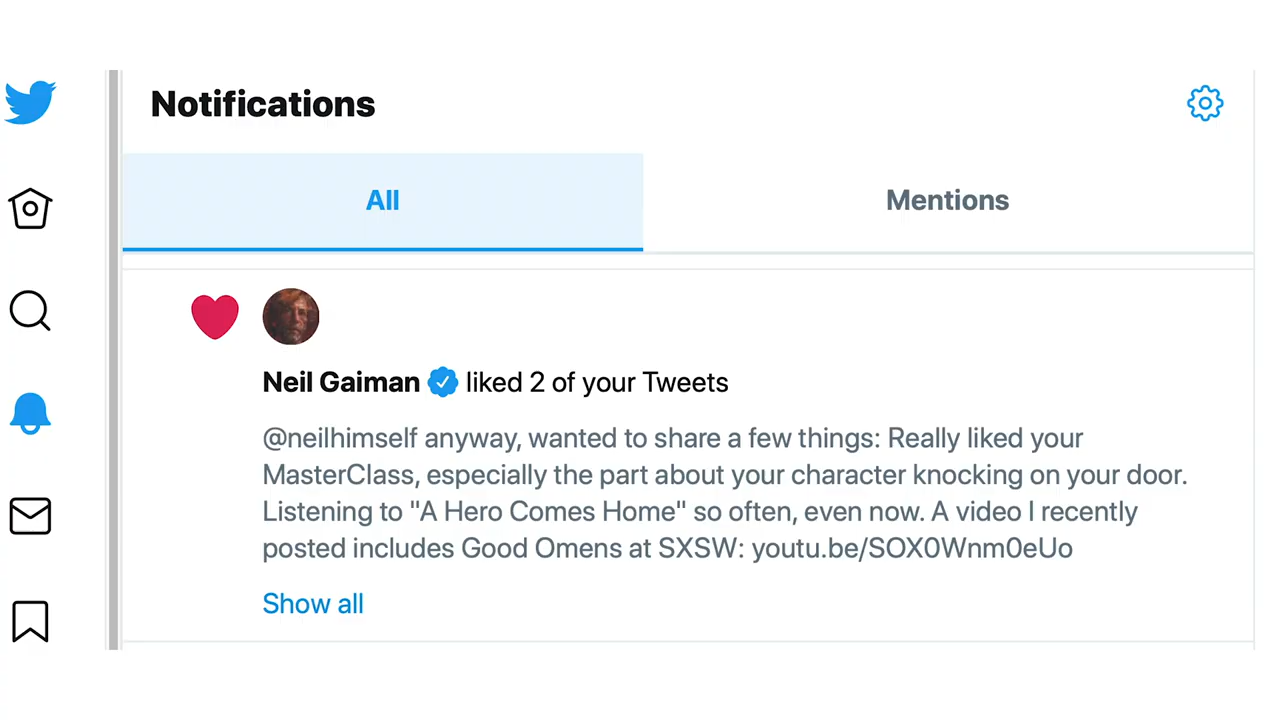 Notifications
All
Mentions
Neil Gaiman liked 2 of your Tweets
@neilhimself anyway, wanted to share a few things: Really liked your
MasterClass, especially the part about your character knocking on your door.
Listening to "A Hero Comes Home" so often, even now. A video I recently
posted includes Good Omens at SXSW: youtu.be/SOX0Wnm0eUo
Show all